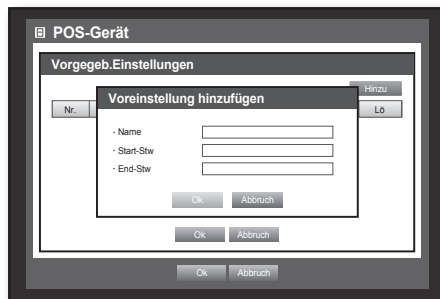 POS-Gerät
Vorgegeb.Einstellungen
Hinzu
Nr.
Lö
Voreinstellung hinzufügen
· Name
· Start-Stw
· End-Stw
Ok Abbruch
Ok Abbruch
Ok Abbruch